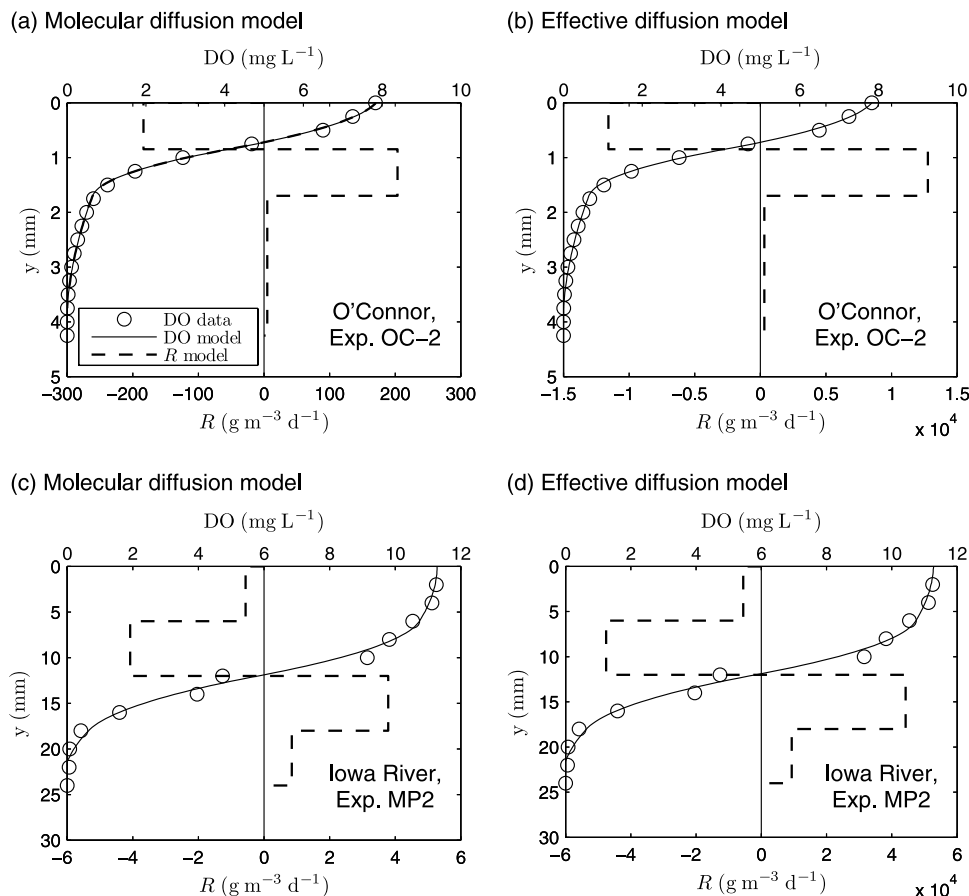 (a) Molecular diffusion model
DO (mg L⁻¹)
0 2 4 6 8 10
0
1
2
3
4
5
y (mm)
DO data
DO model
R model
O'Connor,
Exp. OC−2
−300 −200 −100 0 100 200 300
R (g m⁻³ d⁻¹)
(b) Effective diffusion model
DO (mg L⁻¹)
0 2 4 6 8 10
0
1
2
3
4
5
y (mm)
O'Connor,
Exp. OC−2
−1.5 −1 −0.5 0 0.5 1 1.5
R (g m⁻³ d⁻¹)
x 10⁴
(c) Molecular diffusion model
DO (mg L⁻¹)
0 2 4 6 8 10 12
0
5
10
15
20
25
30
y (mm)
Iowa River,
Exp. MP2
−6 −4 −2 0 2 4 6
R (g m⁻³ d⁻¹)
(d) Effective diffusion model
DO (mg L⁻¹)
0 2 4 6 8 10 12
0
5
10
15
20
25
30
y (mm)
Iowa River,
Exp. MP2
−6 −4 −2 0 2 4 6
R (g m⁻³ d⁻¹)
x 10⁴